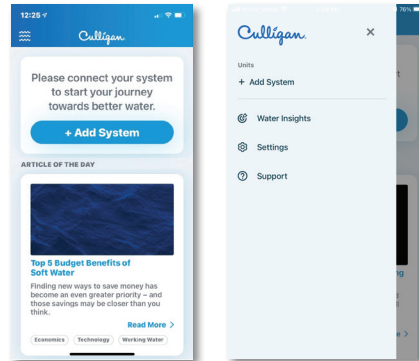 12:25
Culligan.
Please connect your system
to start your journey
towards better water.
+ Add System
ARTICLE OF THE DAY
Top 5 Budget Benefits of
Soft Water
Finding new ways to save money has
become an even greater priority – and
those savings may be closer than you
think.
Read More >
Economics
Technology
Working Water
76%
Culligan.
×
Units
+ Add System
Water Insights
Settings
Support